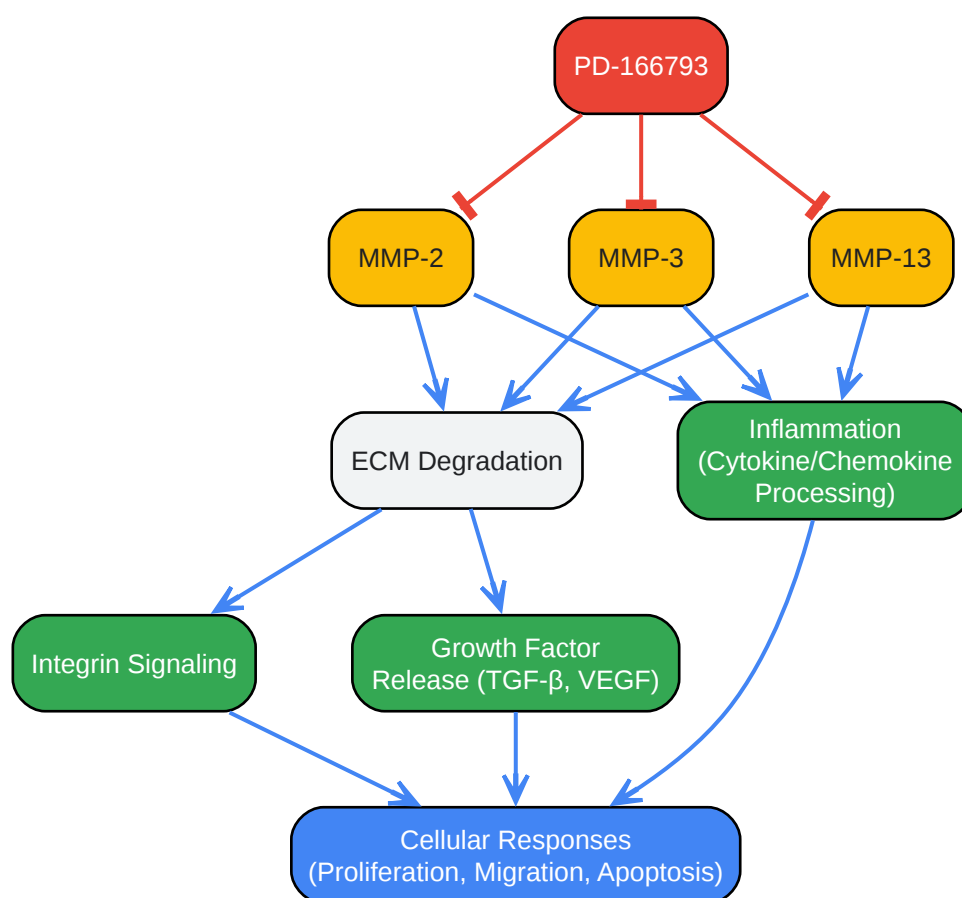 PD-166793
MMP-2
MMP-3
MMP-13
ECM Degradation
Inflammation
(Cytokine/Chemokine
Processing)
Integrin Signaling
Growth Factor
Release (TGF-β, VEGF)
Cellular Responses
(Proliferation, Migration, Apoptosis)